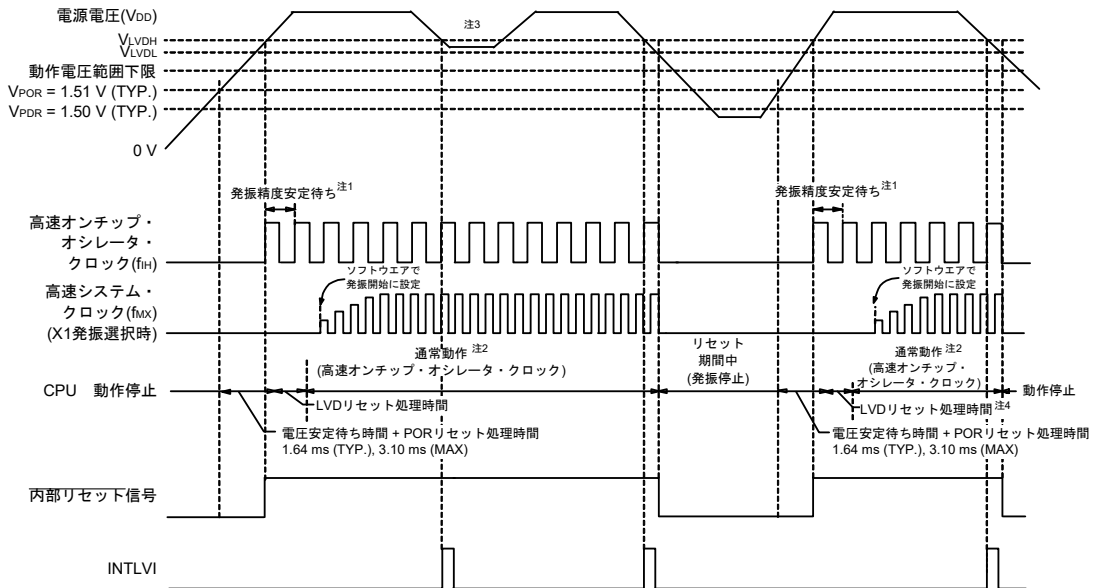 電源電圧(VDD)
注3
VLVDH
VLVDL
動作電圧範囲下限
VPOR = 1.51 V (TYP.)
VPDR = 1.50 V (TYP.)
0 V
発振精度安定待ち注1
発振精度安定待ち注1
高速オンチップ・
オシレータ・
クロック(fIH)
ソフトウエアで
発振開始に設定
ソフトウエアで
発振開始に設定
高速システム・
クロック(fMX)
(X1発振選択時)
通常動作 注2
(高速オンチップ・オシレータ・クロック)
リセット
期間中
(発振停止)
通常動作 注2
(高速オンチップ・
オシレータ・クロック)
CPU 動作停止
動作停止
LVDリセット処理時間
LVDリセット処理時間 注4
電圧安定待ち時間 + PORリセット処理時間
1.64 ms (TYP.), 3.10 ms (MAX)
電圧安定待ち時間 + PORリセット処理時間
1.64 ms (TYP.), 3.10 ms (MAX)
内部リセット信号
INTLVI